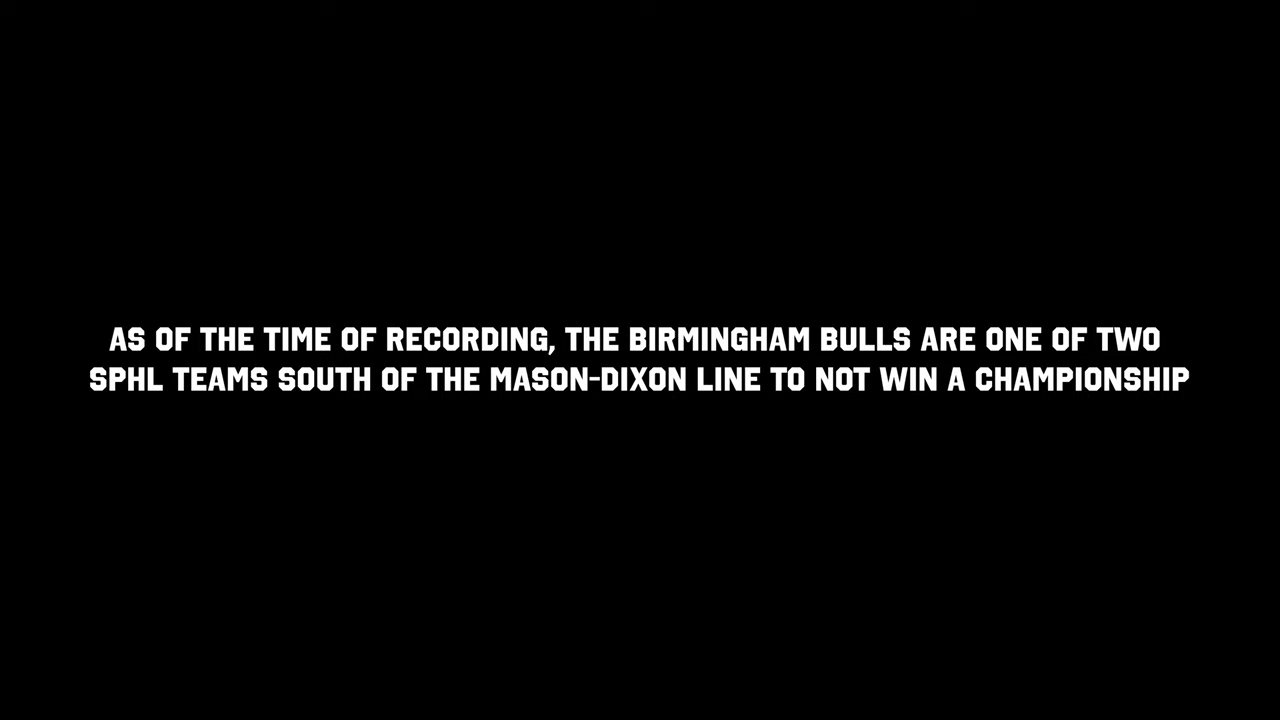 AS OF THE TIME OF RECORDING, THE BIRMINGHAM BULLS ARE ONE OF TWO
SPHL TEAMS SOUTH OF THE MASON-DIXON LINE TO NOT WIN A CHAMPIONSHIP